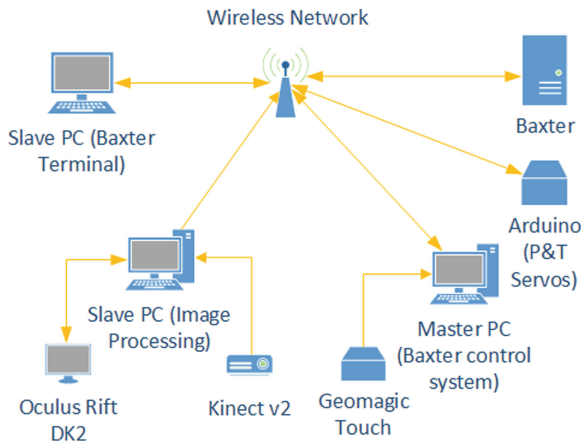 Wireless Network
Slave PC (Baxter
Terminal)
Baxter
Arduino
(P&T
Servos)
Slave PC (Image
Processing)
Master PC
(Baxter control
system)
Oculus Rift
DK2
Kinect v2
Geomagic
Touch